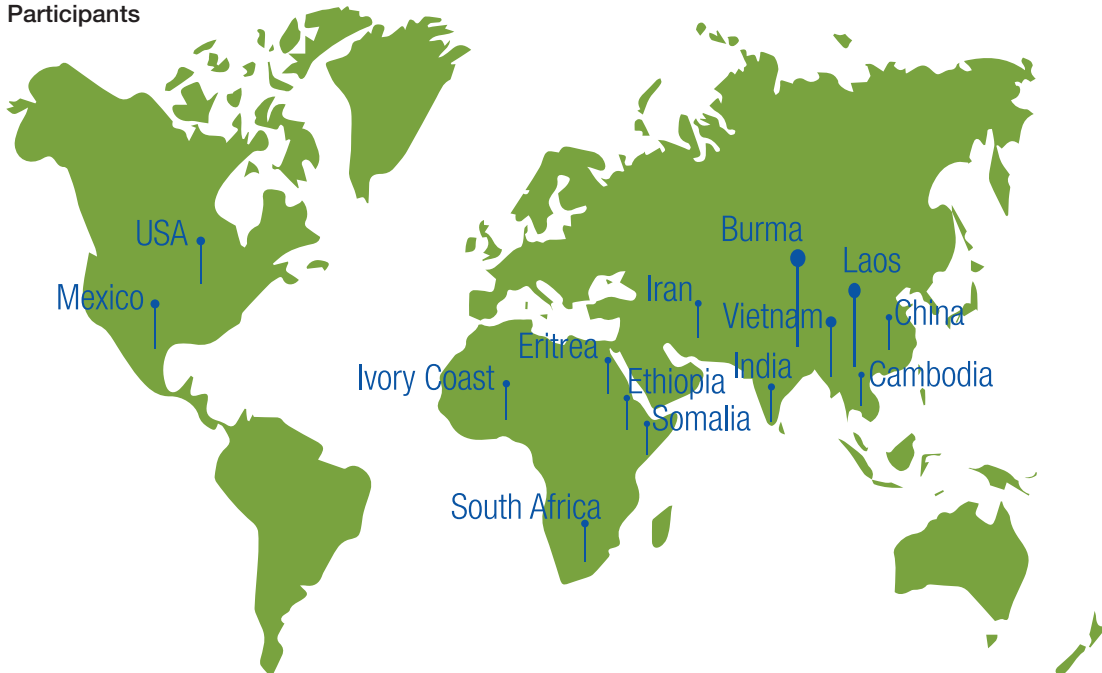 Participants
USA
Burma
Laos
Mexico
Iran
Vietnam
China
Eritrea
India
Ivory Coast
Ethiopia
Cambodia
Somalia
South Africa